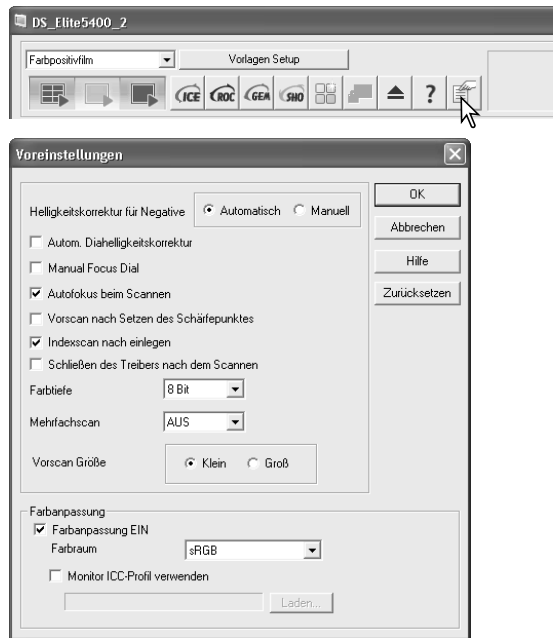 DS_Elite5400_2
Farbpositivfilm Vorlagen Setup
ICE ROC GEM SHO ?
Voreinstellungen
Helligkeitskorrektur für Negative Automatisch Manuell
Autom. Diahelligkeitskorrektur
Manual Focus Dial
Autofokus beim Scannen
Vorscan nach Setzen des Schärfepunktes
Indexscan nach einlegen
Schließen des Treibers nach dem Scannen
Farbtiefe 8 Bit
Mehrfachscan AUS
Vorscan Größe Klein Groß
OK
Abbrechen
Hilfe
Zurücksetzen
Farbanpassung
Farbanpassung EIN
Farbraum sRGB
Monitor ICC-Profil verwenden
Laden...